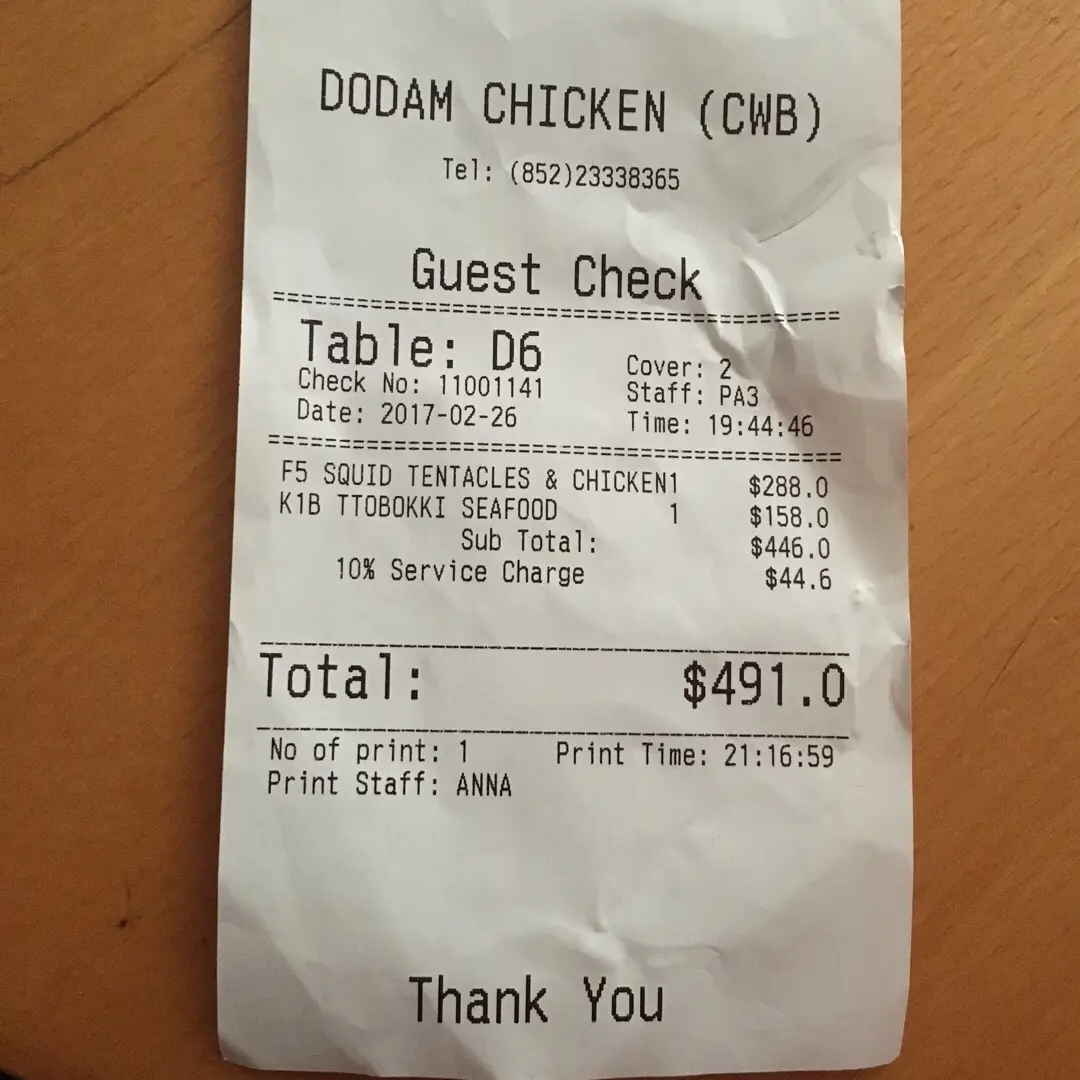 DODAM CHICKEN (CWB)
Tel: (852)23338365
Guest Check
Table: D6 Cover: 2
Check No: 11001141 Staff: PA3
Date: 2017-02-26 Time: 19:44:46
F5 SQUID TENTACLES & CHICKEN1 $288.0
K1B TTOBOKKI SEAFOOD 1 $158.0
Sub Total: $446.0
10% Service Charge $44.6
Total: $491.0
No of print: 1 Print Time: 21:16:59
Print Staff: ANNA
Thank You